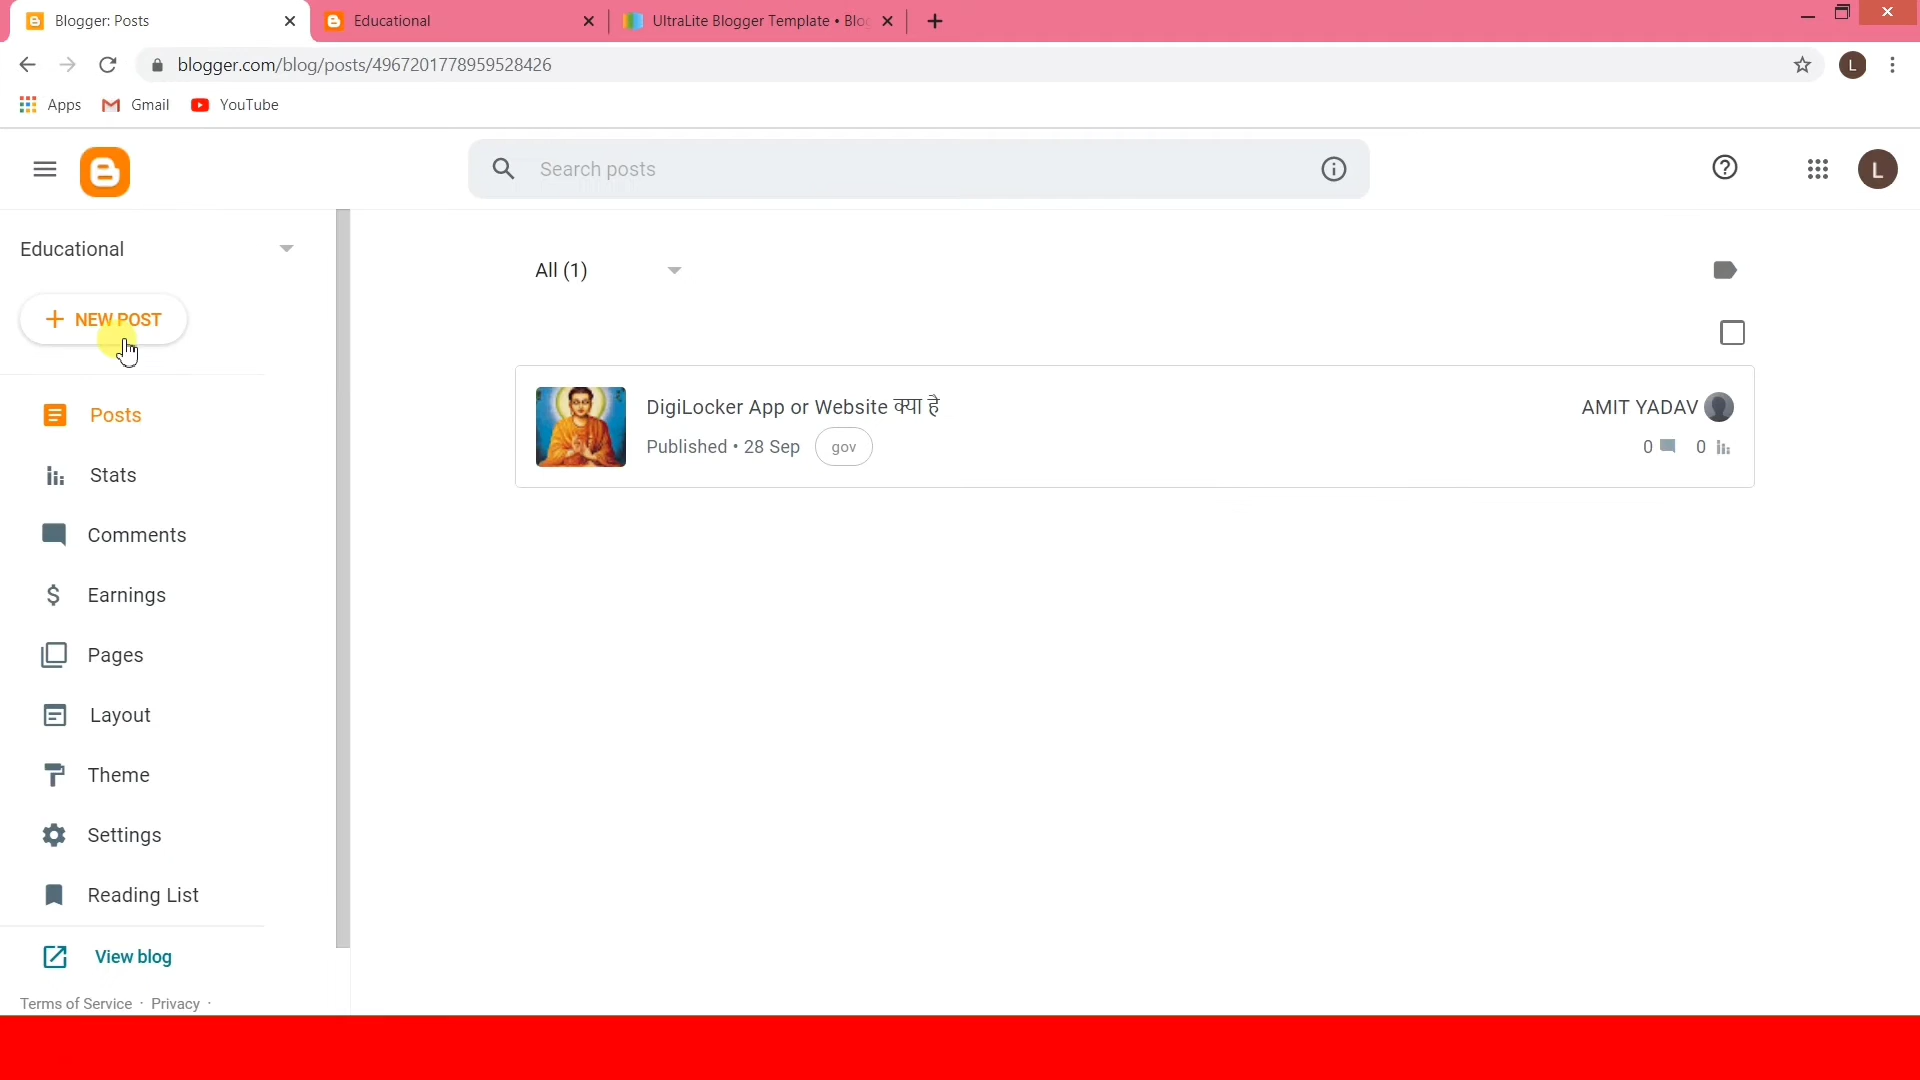 Blogger: Posts
Educational
UltraLite Blogger Template • Blo
blogger.com/blog/posts/4967201778959528426
L
Apps
Gmail
YouTube
Search posts
L
Educational
NEW POST
All (1)
Posts
DigiLocker App or Website क्या है
AMIT YADAV
Published • 28 Sep
gov
0
0
Stats
Comments
Earnings
Pages
Layout
Theme
Settings
Reading List
View blog
Terms of Service · Privacy ·